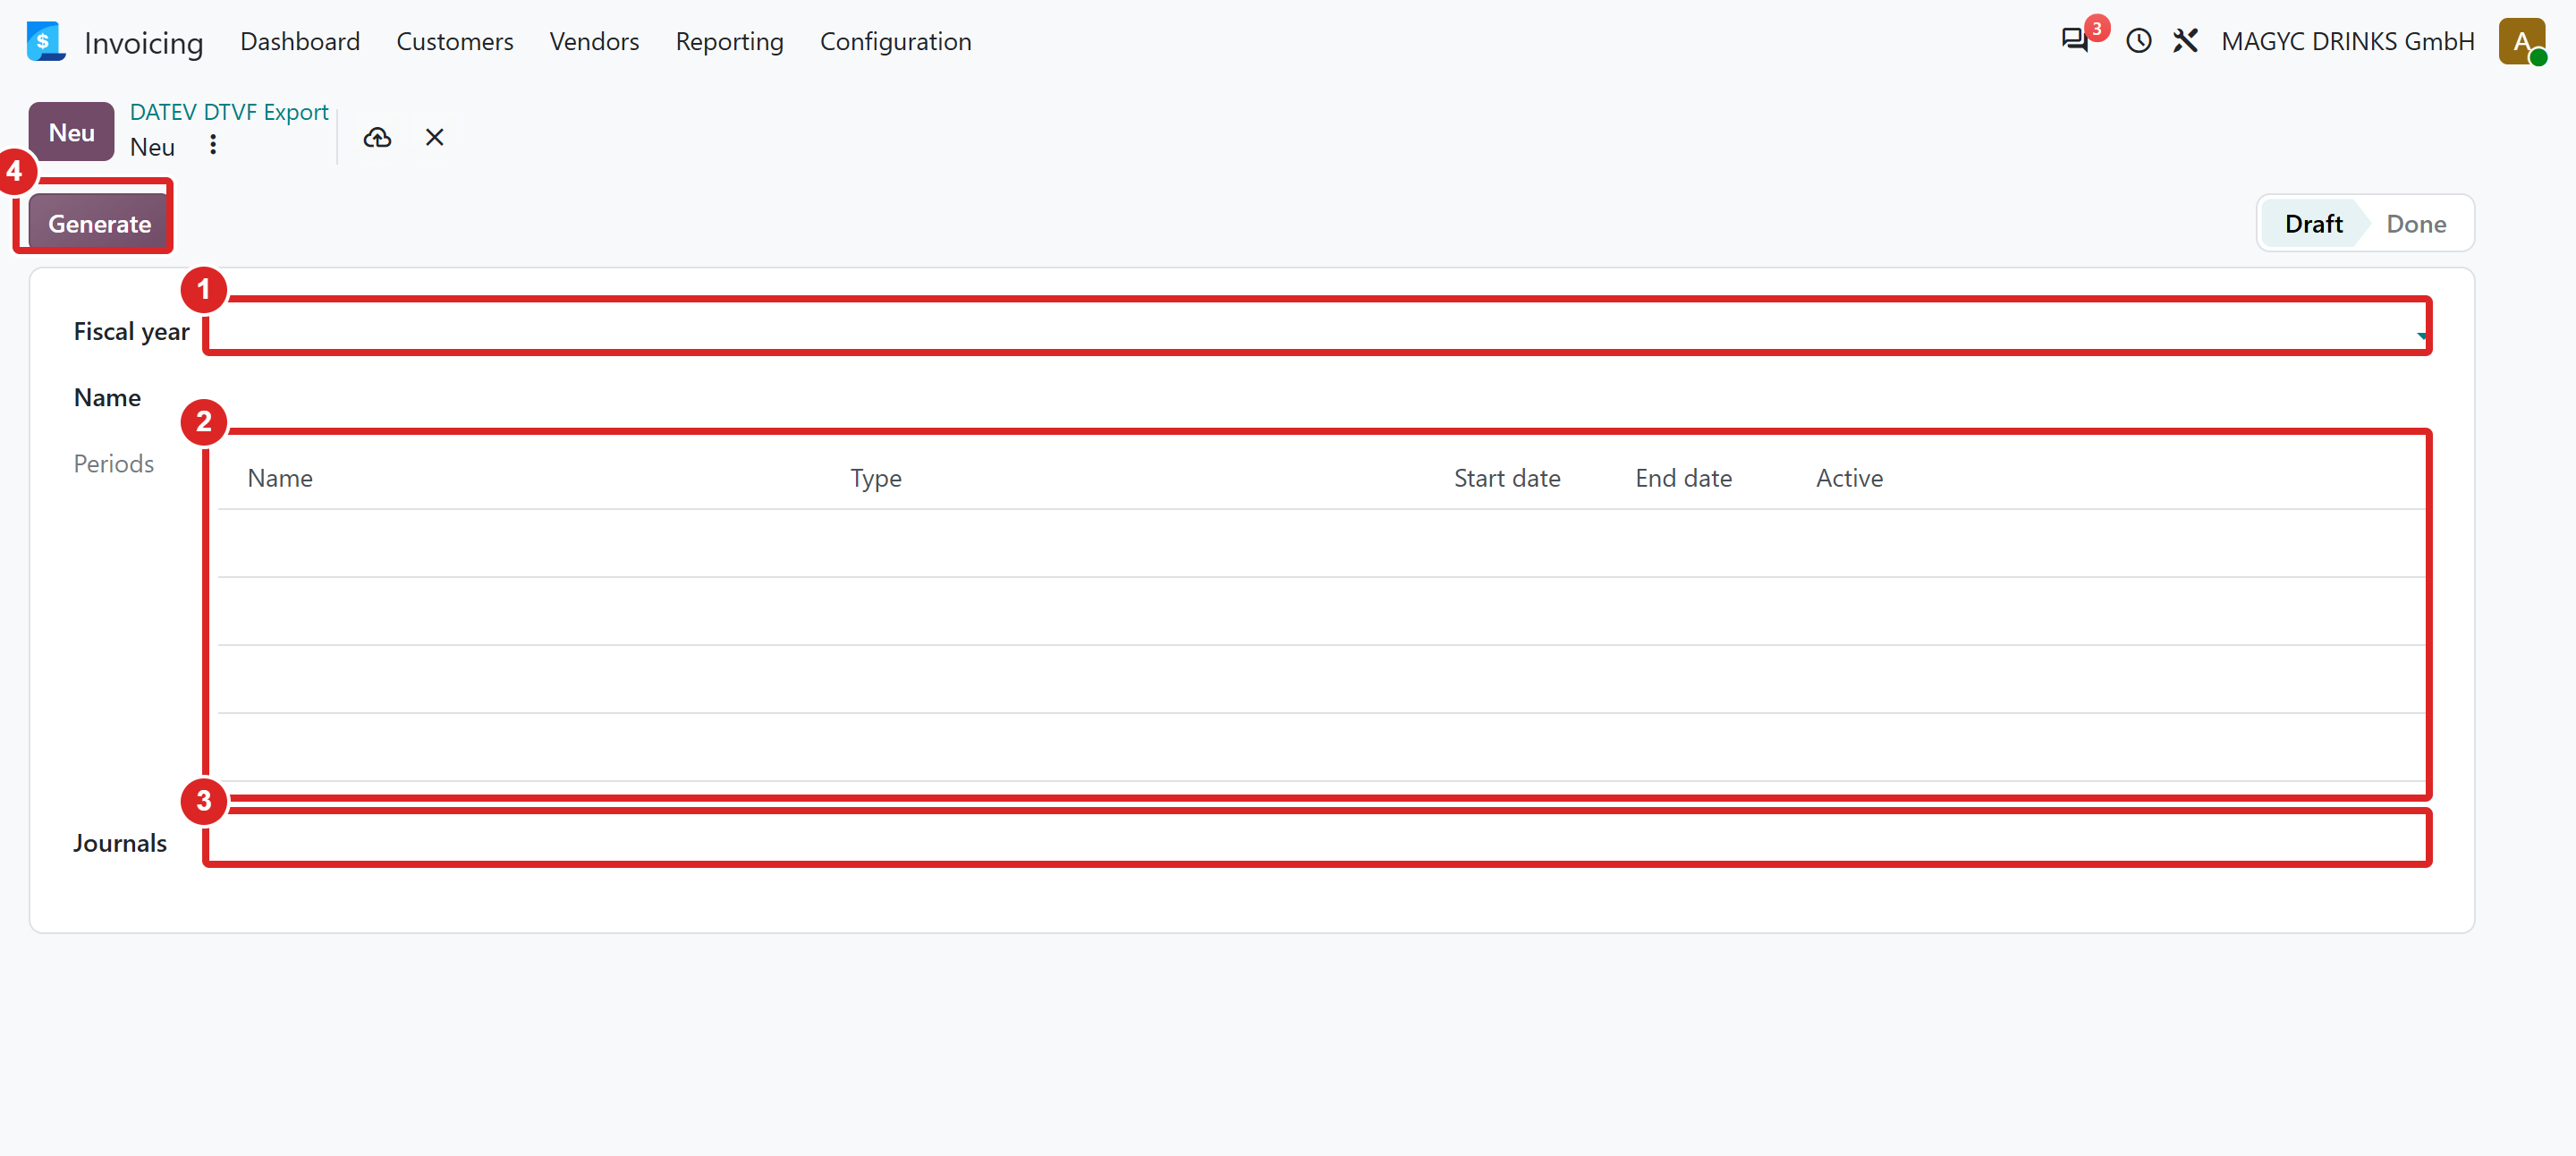 Invoicing Dashboard Customers Vendors Reporting Configuration 3 MAGYC DRINKS GmbH A
Neu DATEV DTVF Export
Neu
4
Generate Draft Done
1
Fiscal year
Name
2
Periods
Name Type Start date End date Active
3
Journals